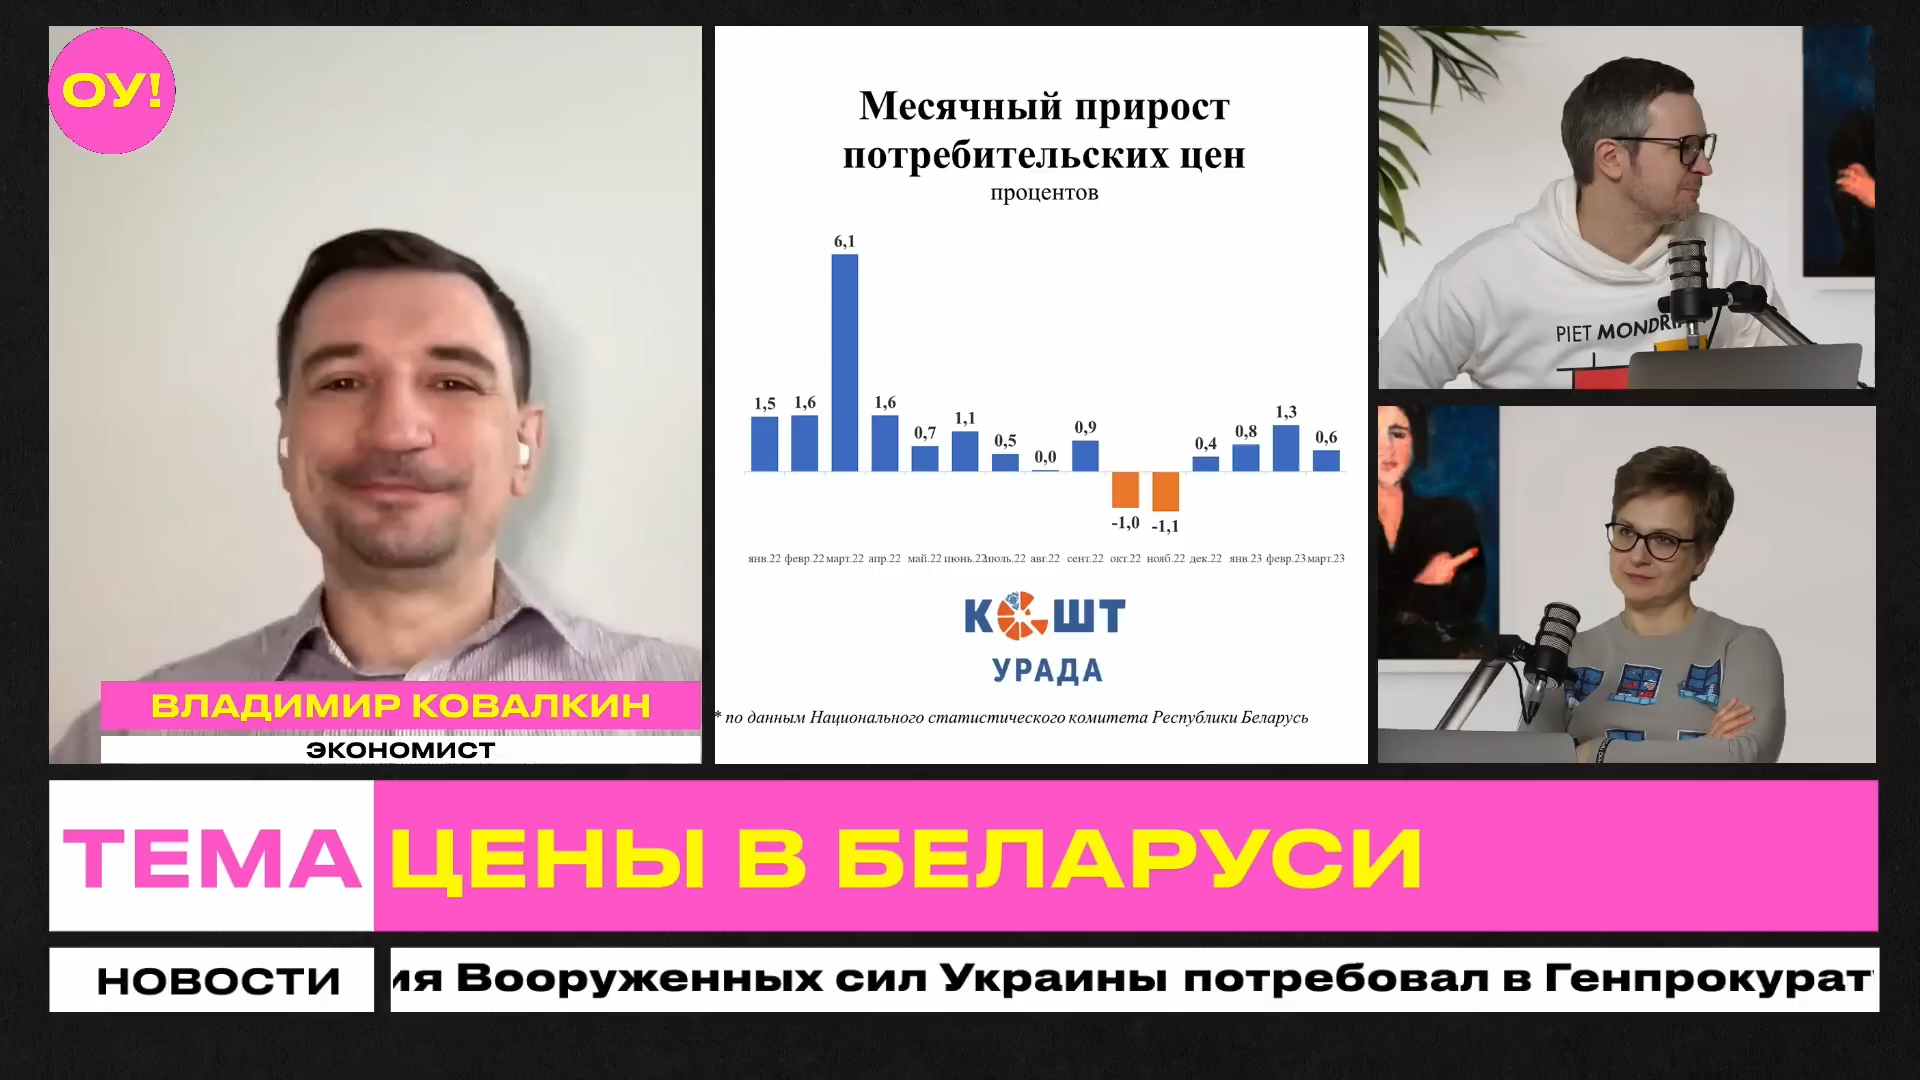 ОУ!
ВЛАДИМИР КОВАЛКИН
ЭКОНОМИСТ
Месячный прирост
потребительских цен
процентов
6,1
1,5 1,6 1,6 0,7 1,1 0,5 0,0 0,9 0,4 0,8 1,3 0,6
-1,0 -1,1
янв.22 февр.22 март.22 апр.22 май.22 июнь.22 июль.22 авг.22 сент.22 окт.22 нояб.22 дек.22 янв.23 февр.23 март.23
КОШТ
УРАДА
* по данным Национального статистического комитета Республики Беларусь
PIET MONDRI
ТЕМА
ЦЕНЫ В БЕЛАРУСИ
НОВОСТИ
ия Вооруженных сил Украины потребовал в Генпрокурат